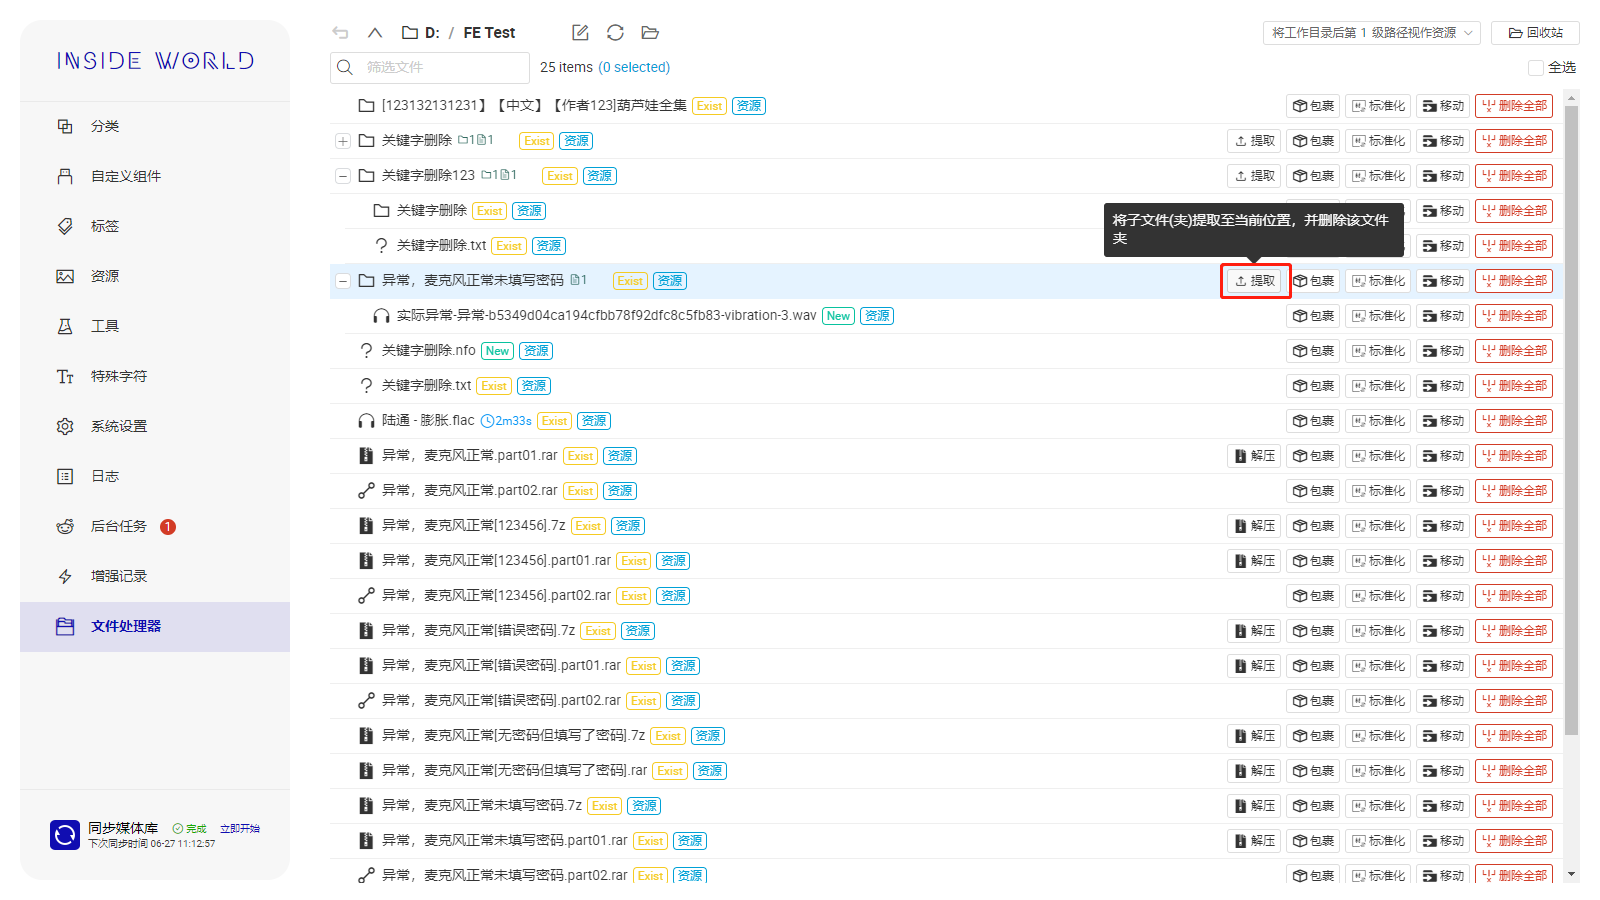 INSIDE WORLD
分类
自定义组件
标签
资源
工具
特殊字符
系统设置
日志
后台任务 1
增强记录
文件处理器
同步媒体库 完成 立即开始
下次同步时间 06-27 11:12:57
D: / FE Test
将工作目录后第 1 级路径视作资源 回收站
筛选文件 25 items (0 selected) 全选
[123132131231】【中文】【作者123]葫芦娃全集 Exist 资源 包裹 标准化 移动 删除全部
关键字删除 1 1 Exist 资源 提取 包裹 标准化 移动 删除全部
关键字删除123 1 1 Exist 资源 提取 包裹 标准化 移动 删除全部
关键字删除 Exist 资源 移动 删除全部
将子文件(夹)提取至当前位置，并删除该文件
夹
关键字删除.txt Exist 资源 移动 删除全部
异常，麦克风正常未填写密码 1 Exist 资源 提取 包裹 标准化 移动 删除全部
实际异常-异常-b5349d04ca194cfbb78f92dfc8c5fb83-vibration-3.wav New 资源 包裹 标准化 移动 删除全部
关键字删除.nfo New 资源 包裹 标准化 移动 删除全部
关键字删除.txt Exist 资源 包裹 标准化 移动 删除全部
陆通 - 膨胀.flac 2m33s Exist 资源 包裹 标准化 移动 删除全部
异常，麦克风正常.part01.rar Exist 资源 解压 包裹 标准化 移动 删除全部
异常，麦克风正常.part02.rar Exist 资源 包裹 标准化 移动 删除全部
异常，麦克风正常[123456].7z Exist 资源 解压 包裹 标准化 移动 删除全部
异常，麦克风正常[123456].part01.rar Exist 资源 解压 包裹 标准化 移动 删除全部
异常，麦克风正常[123456].part02.rar Exist 资源 包裹 标准化 移动 删除全部
异常，麦克风正常[错误密码].7z Exist 资源 解压 包裹 标准化 移动 删除全部
异常，麦克风正常[错误密码].part01.rar Exist 资源 解压 包裹 标准化 移动 删除全部
异常，麦克风正常[错误密码].part02.rar Exist 资源 包裹 标准化 移动 删除全部
异常，麦克风正常[无密码但填写了密码].7z Exist 资源 解压 包裹 标准化 移动 删除全部
异常，麦克风正常[无密码但填写了密码].rar Exist 资源 解压 包裹 标准化 移动 删除全部
异常，麦克风正常未填写密码.7z Exist 资源 解压 包裹 标准化 移动 删除全部
异常，麦克风正常未填写密码.part01.rar Exist 资源 解压 包裹 标准化 移动 删除全部
异常，麦克风正常未填写密码.part02.rar Exist 资源 包裹 标准化 移动 删除全部